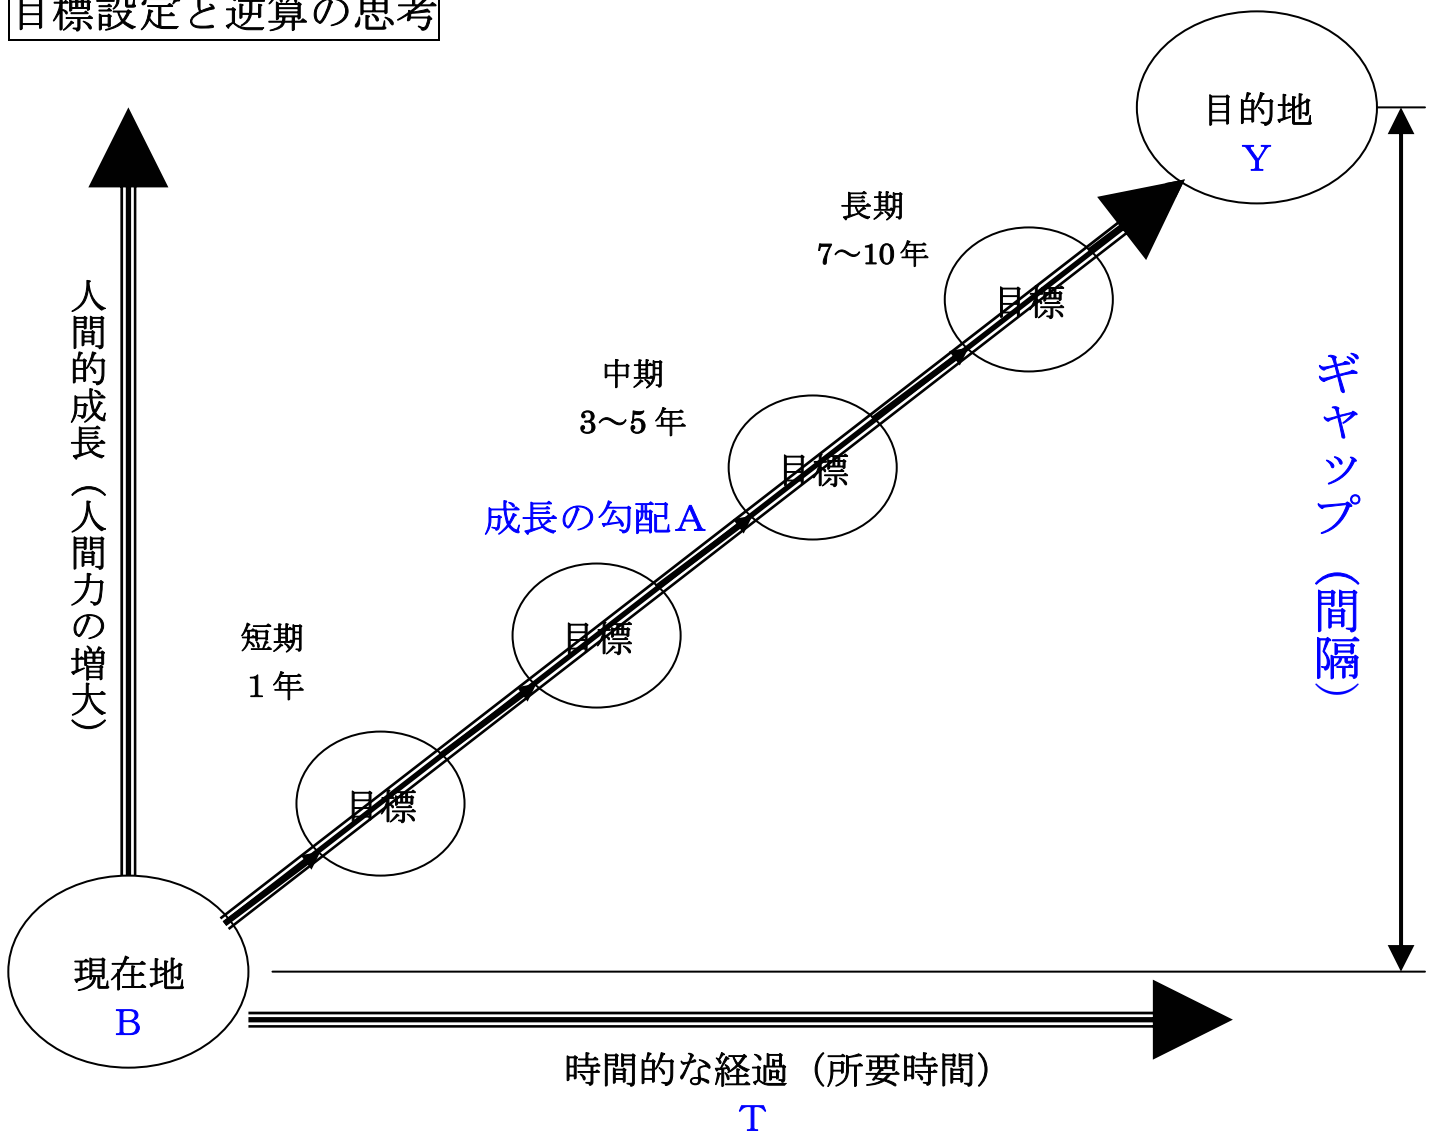 目標設定と逆算の思考
目的地
Y
長期
7～10年
目標
中期
3～5年
目標
成長の勾配A
目標
短期
1年
目標
人間的成長（人間力の増大）
ギャップ（間隔）
現在地
B
時間的な経過（所要時間）
T